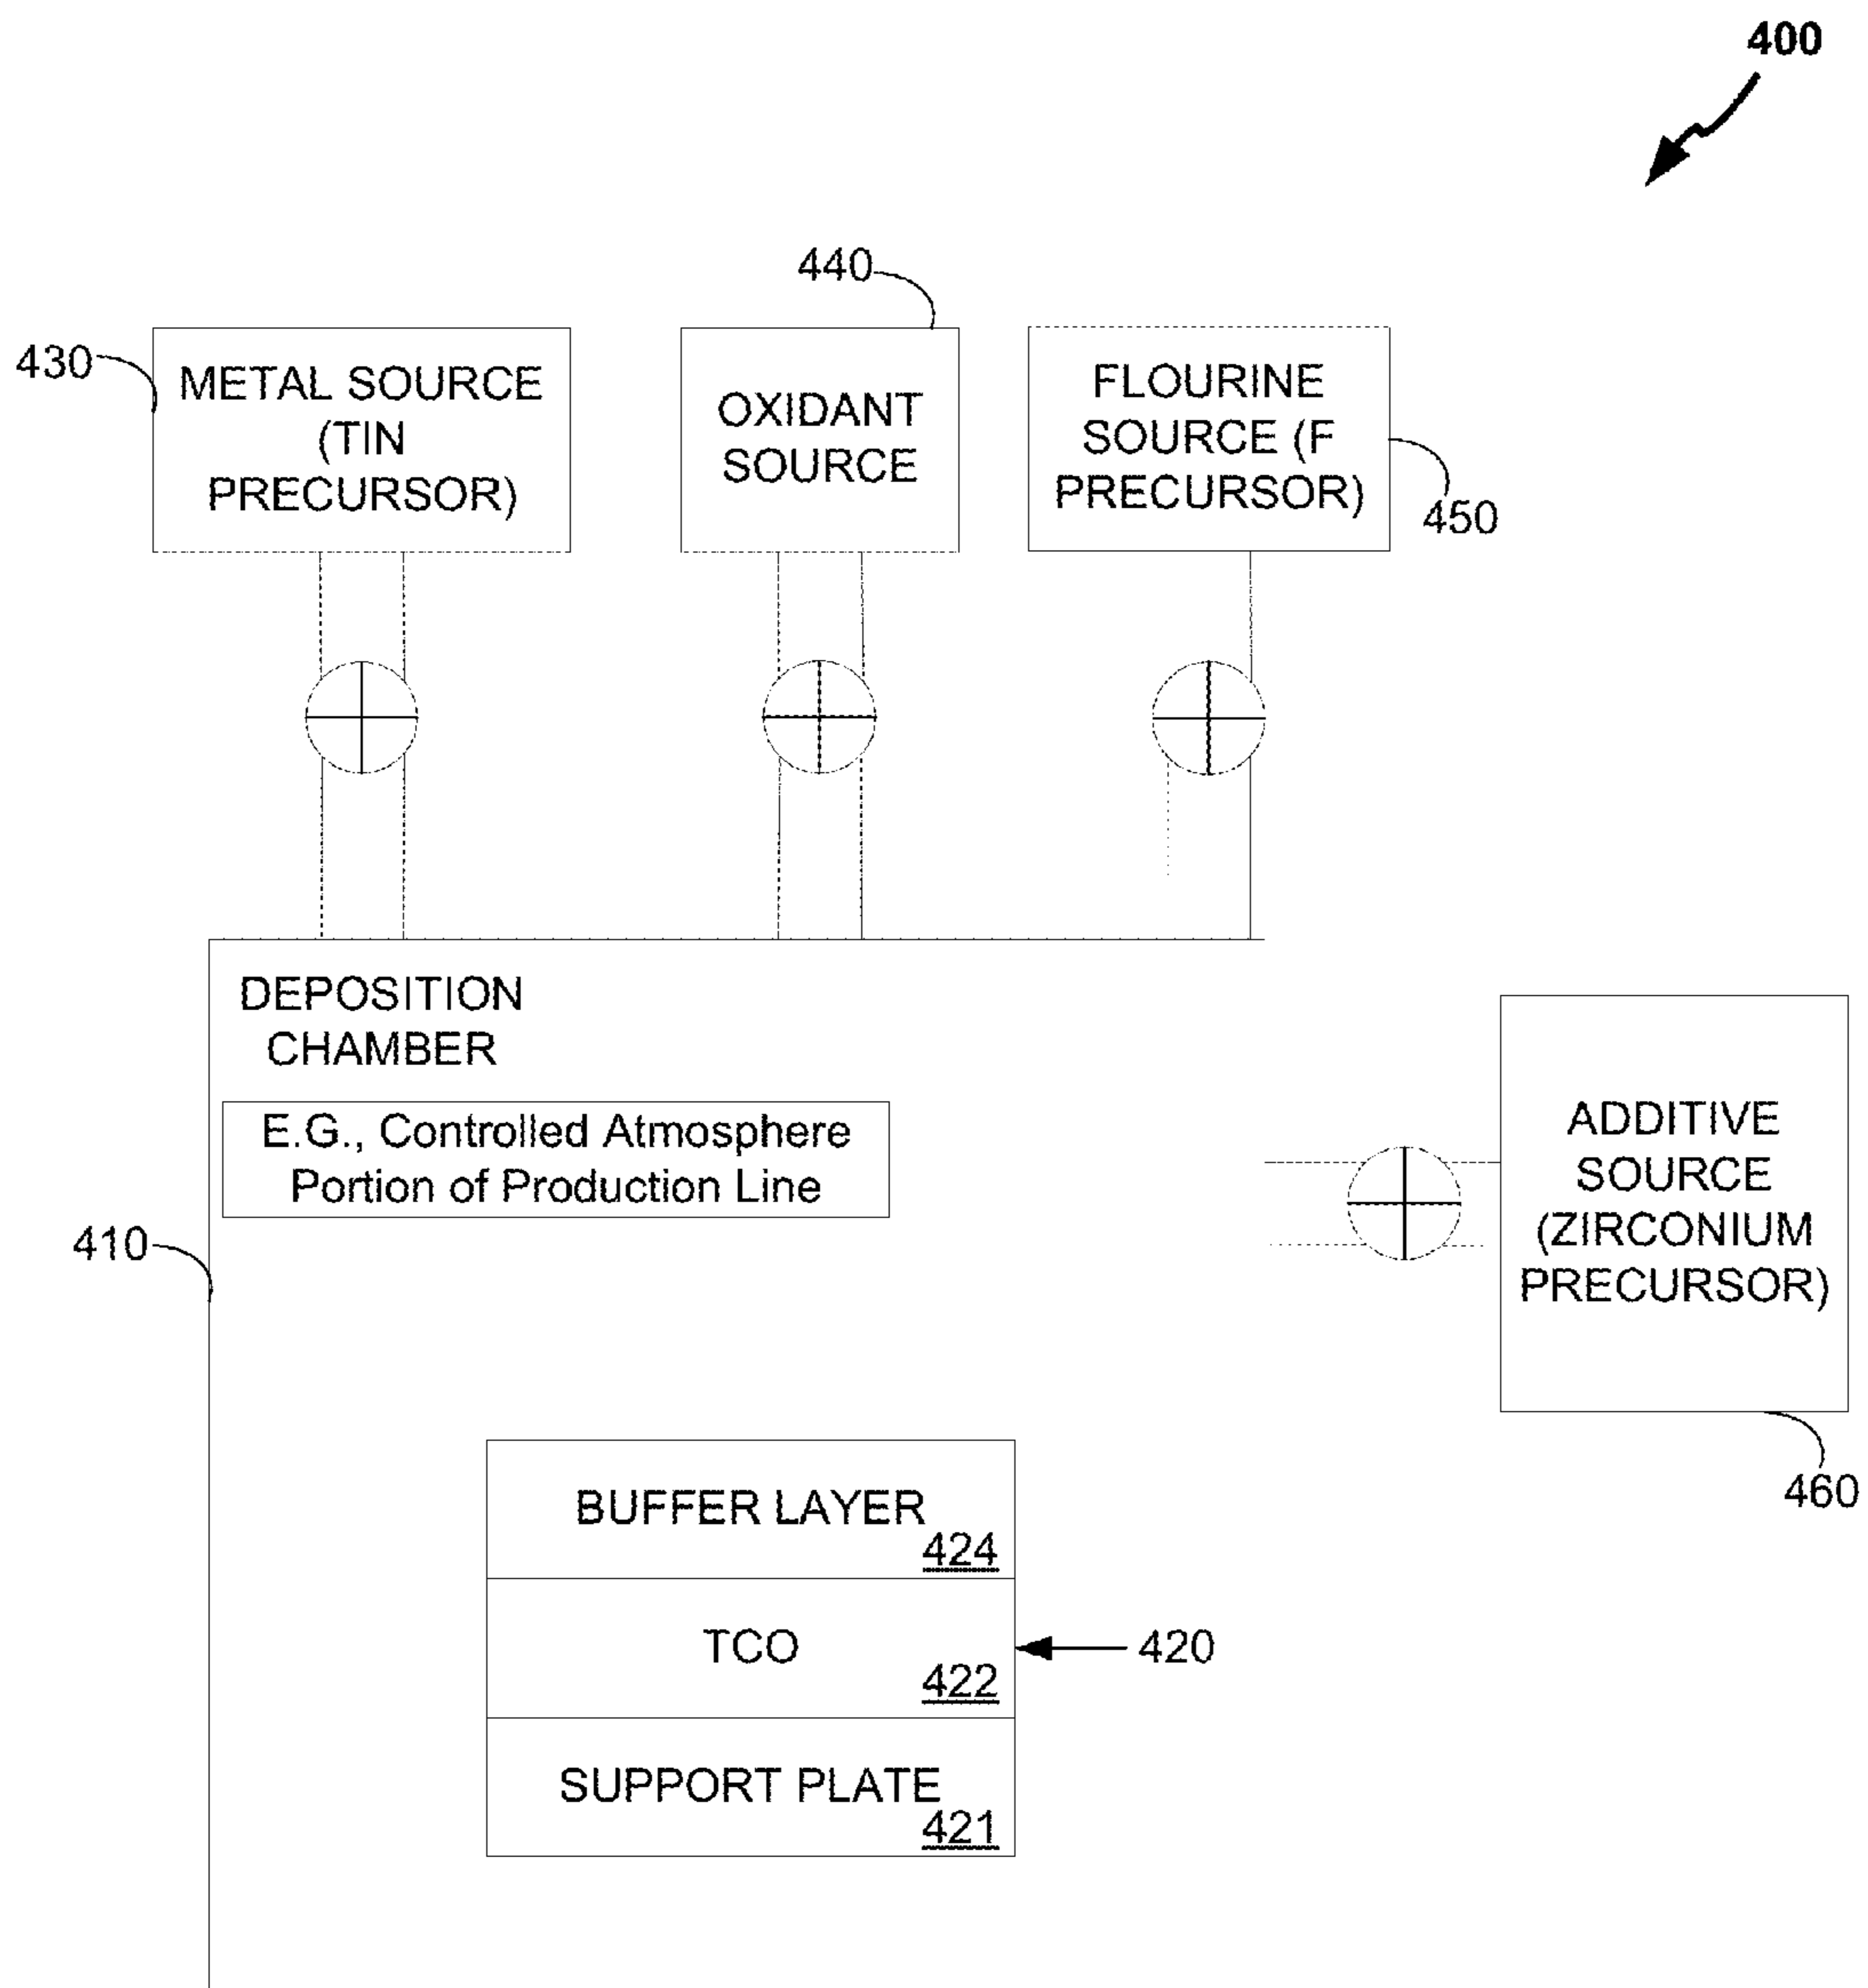 400
440
430
METAL SOURCE
(TIN
PRECURSOR)
OXIDANT
SOURCE
FLOURINE
SOURCE (F
PRECURSOR)
450
DEPOSITION
CHAMBER
E.G., Controlled Atmosphere
Portion of Production Line
410
ADDITIVE
SOURCE
(ZIRCONIUM
PRECURSOR)
460
BUFFER LAYER
424
TCO
422
420
SUPPORT PLATE
421